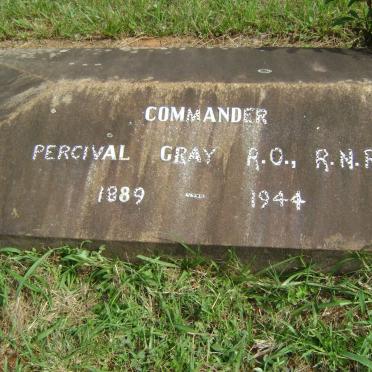 COMMANDER
PERCIVAL GRAY R.D., R.N.R
1889 - 1944